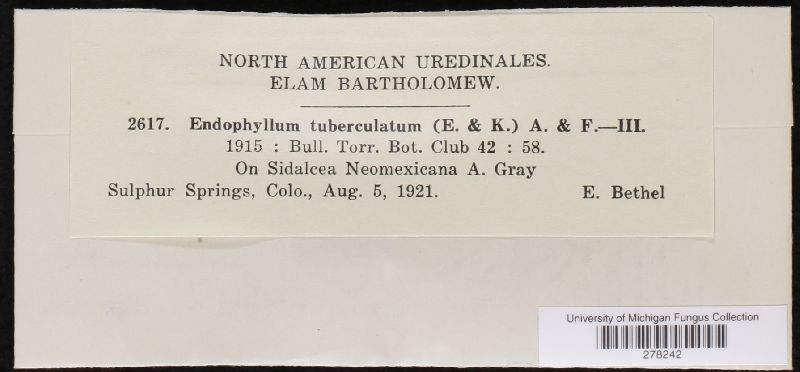 NORTH AMERICAN UREDINALES.
ELAM BARTHOLOMEW.
2617. Endophyllum tuberculatum (E. & K.) A. & F.—III.
1915 : Bull. Torr. Bot. Club 42 : 58.
On Sidalcea Neomexicana A. Gray
Sulphur Springs, Colo., Aug. 5, 1921. E. Bethel
University of Michigan Fungus Collection
278242